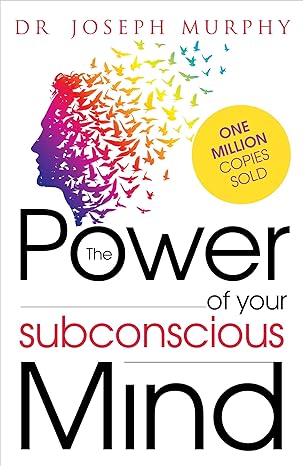 DR JOSEPH MURPHY
ONE
MILLION
COPIES
SOLD
The Power
of your
subconscious
Mind